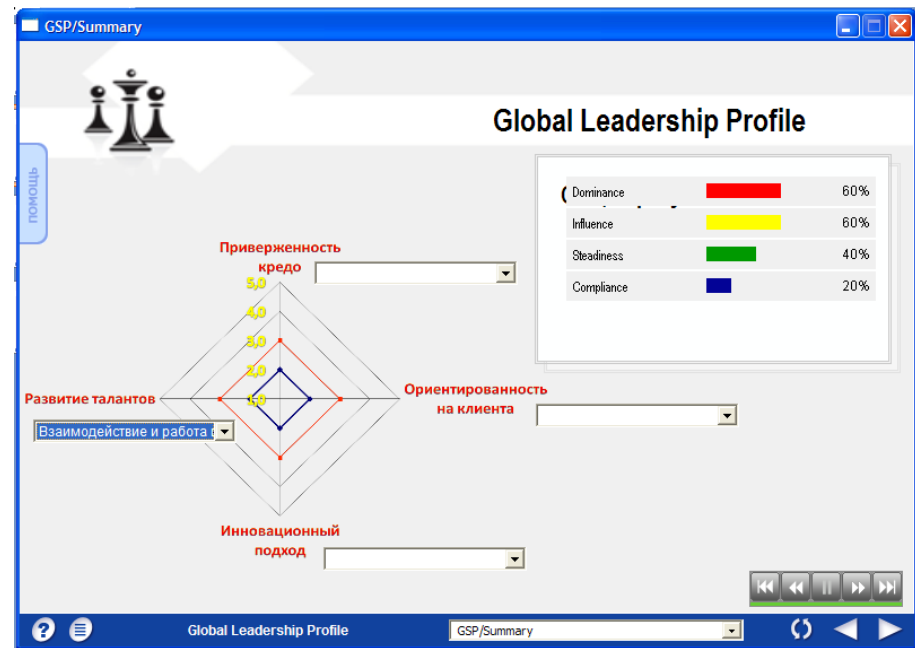 GSP/Summary
Global Leadership Profile
помощь
Dominance 60%
Influence 60%
Steadiness 40%
Compliance 20%
Приверженность
кредо
5,0
4,0
3,0
2,0
1,0
Развитие талантов
Взаимодействие и работа
Ориентированность
на клиента
Инновационный
подход
Global Leadership Profile
GSP/Summary